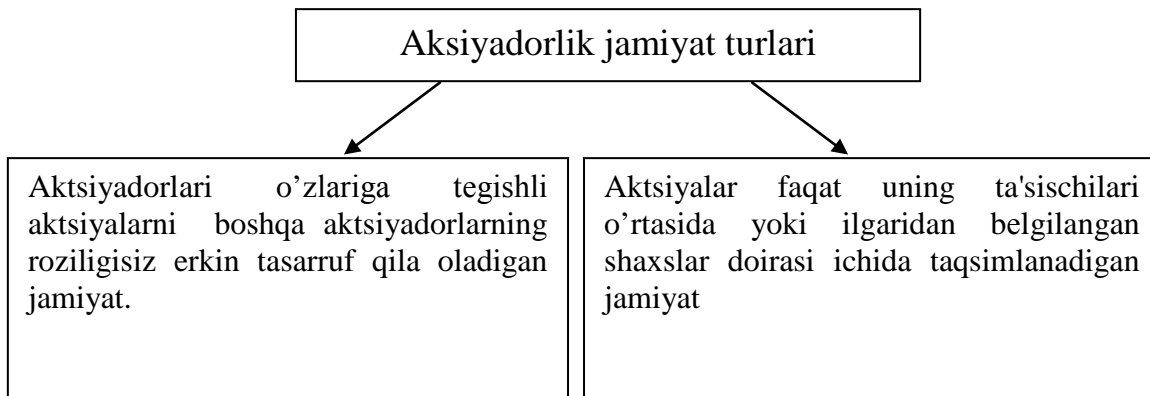 Aksiyadorlik jamiyat turlari
Aktsiyadorlari o’zlariga tegishli
aktsiyalarni boshqa aktsiyadorlarning
roziligisiz erkin tasarruf qila oladigan
jamiyat.
Aktsiyalar faqat uning ta'sischilari
o’rtasida yoki ilgaridan belgilangan
shaxslar doirasi ichida taqsimlanadigan
jamiyat